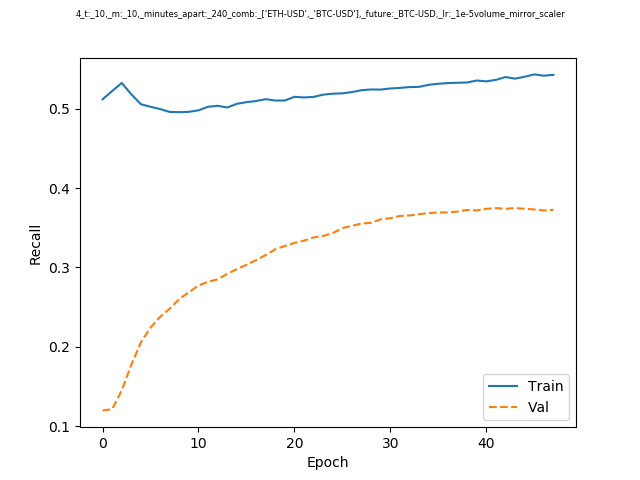 4_t:_10,_m:_10,_minutes_apart:_240_comb:_['ETH-USD',_'BTC-USD'],_future:_BTC-USD,_lr:_1e-5volume_mirror_scaler
0.5
0.4
0.3
0.2
0.1
Recall
Train
Val
0 10 20 30 40
Epoch